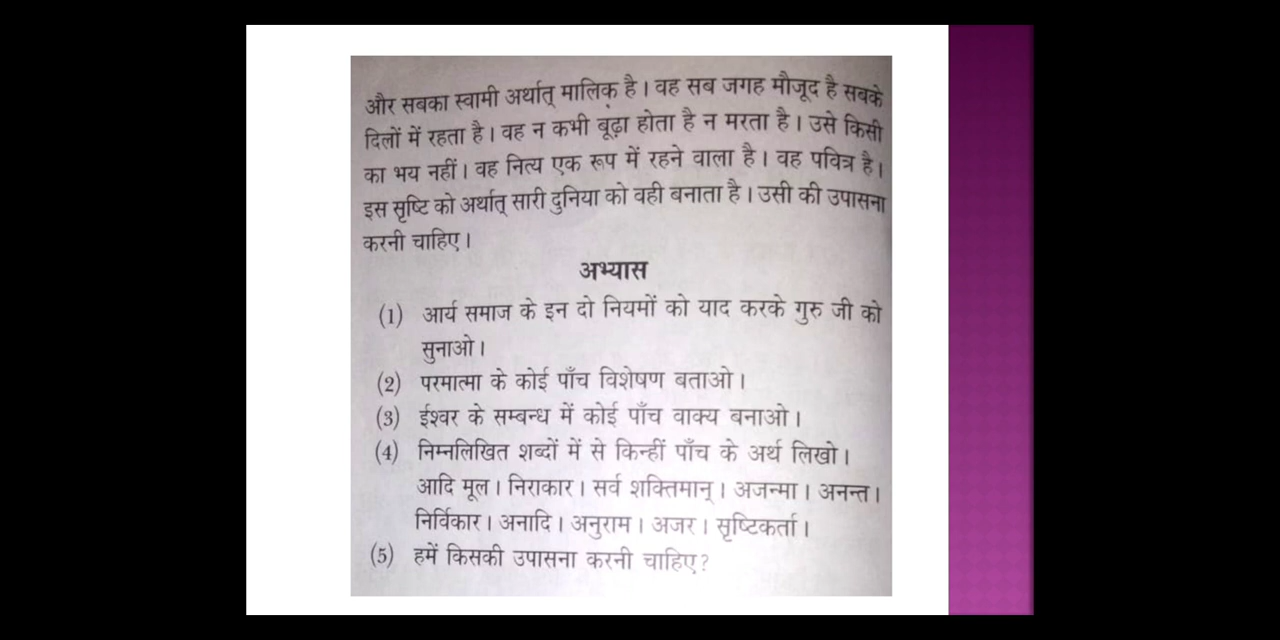 और सबका स्वामी अर्थात् मालिक है। वह सब जगह मौजूद है सबके
दिलों में रहता है। वह न कभी बूढ़ा होता है न मरता है। उसे किसी
का भय नहीं। वह नित्य एक रूप में रहने वाला है। वह पवित्र है।
इस सृष्टि को अर्थात् सारी दुनिया को वही बनाता है। उसी की उपासना
करनी चाहिए।
अभ्यास
(1) आर्य समाज के इन दो नियमों को याद करके गुरु जी को
सुनाओ।
(2) परमात्मा के कोई पाँच विशेषण बताओ।
(3) ईश्वर के सम्बन्ध में कोई पाँच वाक्य बनाओ।
(4) निम्नलिखित शब्दों में से किन्हीं पाँच के अर्थ लिखो।
आदि मूल। निराकार। सर्व शक्तिमान्। अजन्मा। अनन्त।
निर्विकार। अनादि। अनुराम। अजर। सृष्टिकर्ता।
(5) हमें किसकी उपासना करनी चाहिए?